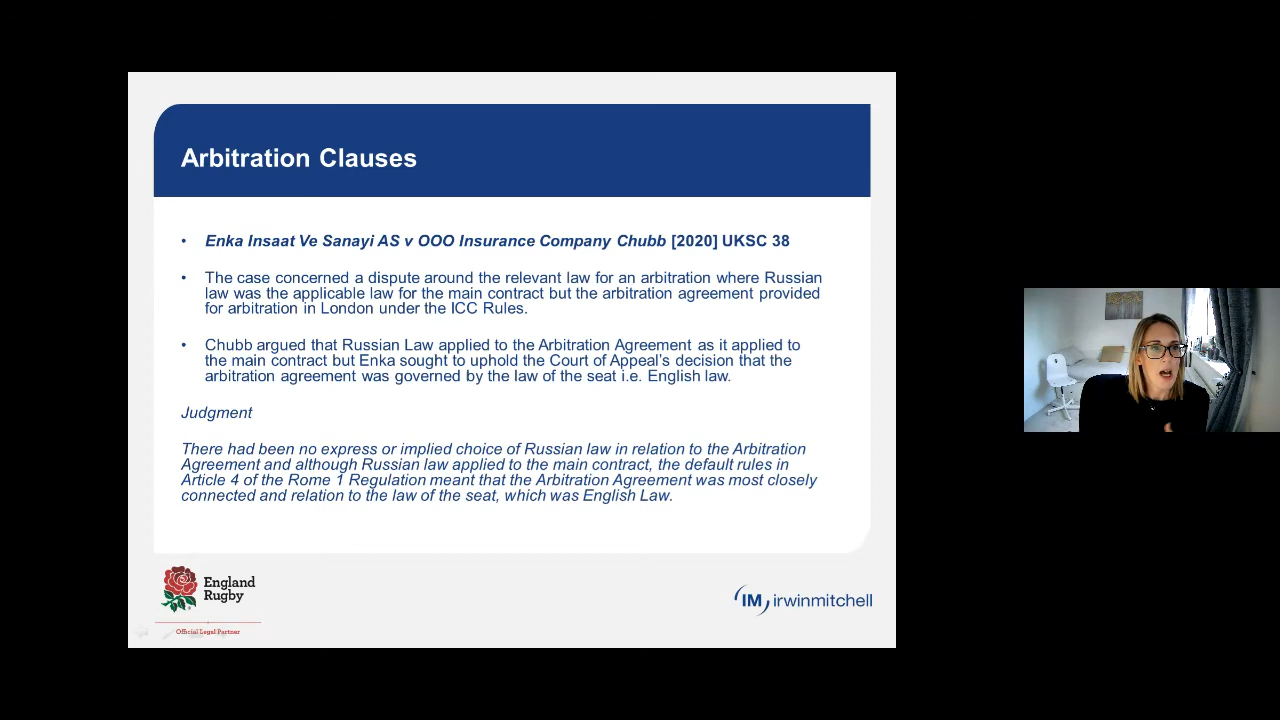 Arbitration Clauses
• Enka Insaat Ve Sanayi AS v OOO Insurance Company Chubb [2020] UKSC 38
• The case concerned a dispute around the relevant law for an arbitration where Russian
law was the applicable law for the main contract but the arbitration agreement provided
for arbitration in London under the ICC Rules.
• Chubb argued that Russian Law applied to the Arbitration Agreement as it applied to
the main contract but Enka sought to uphold the Court of Appeal's decision that the
arbitration agreement was governed by the law of the seat i.e. English law.
Judgment
There had been no express or implied choice of Russian law in relation to the Arbitration
Agreement and although Russian law applied to the main contract, the default rules in
Article 4 of the Rome 1 Regulation meant that the Arbitration Agreement was most closely
connected and relation to the law of the seat, which was English Law.
England
Rugby
Official Legal Partner
IM irwinmitchell